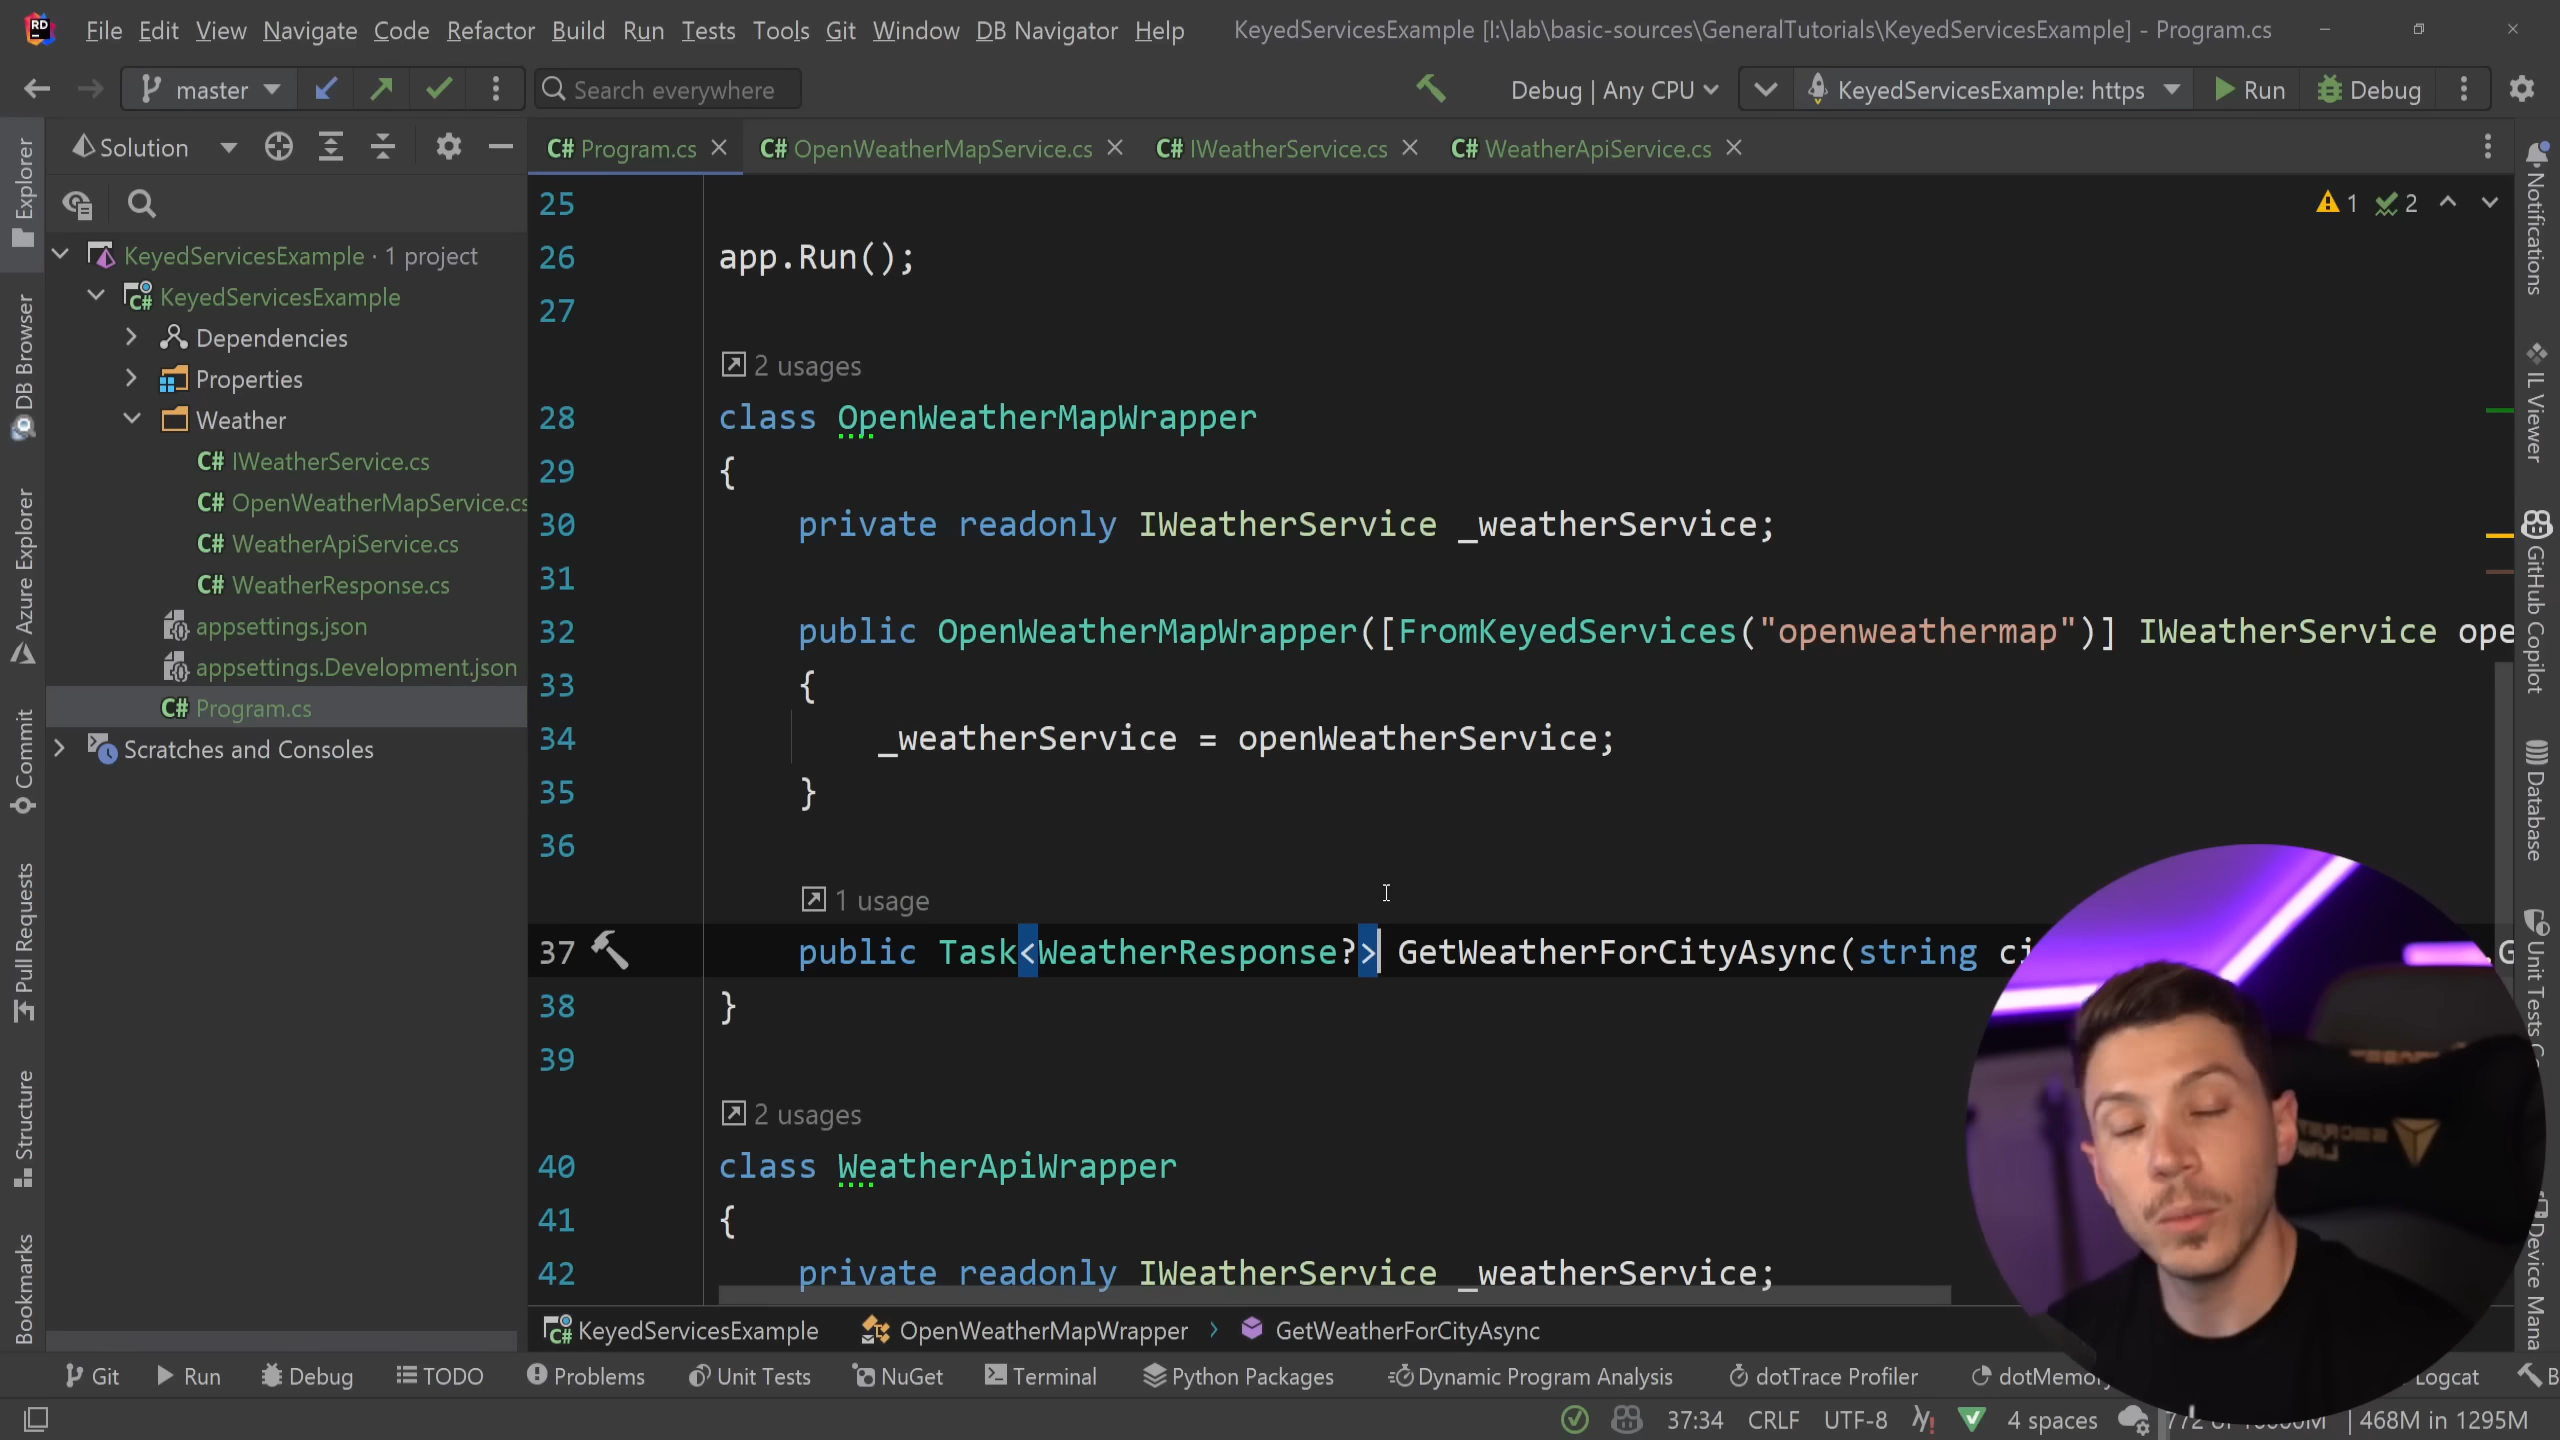 RD File Edit View Navigate Code Refactor Build Run Tests Tools Git Window DB Navigator Help KeyedServicesExample [I:\lab\basic-sources\GeneralTutorials\KeyedServicesExample] - Program.cs
master Search everywhere Debug | Any CPU KeyedServicesExample: https Run Debug
Solution
C# Program.cs C# OpenWeatherMapService.cs C# IWeatherService.cs C# WeatherApiService.cs
Explorer
DB Browser
Azure Explorer
Commit
Pull Requests
Structure
Bookmarks
KeyedServicesExample · 1 project
KeyedServicesExample
Dependencies
Properties
Weather
C# IWeatherService.cs
C# OpenWeatherMapService.cs
C# WeatherApiService.cs
C# WeatherResponse.cs
appsettings.json
appsettings.Development.json
C# Program.cs
Scratches and Consoles
1 2
25
26 app.Run();
27
2 usages
28 class OpenWeatherMapWrapper
29 {
30 private readonly IWeatherService _weatherService;
31
32 public OpenWeatherMapWrapper([FromKeyedServices("openweathermap")] IWeatherService ope
33 {
34 _weatherService = openWeatherService;
35 }
36
1 usage
37 public Task<WeatherResponse?> GetWeatherForCityAsync(string ci
38 }
39
2 usages
40 class WeatherApiWrapper
41 {
42 private readonly IWeatherService _weatherService;
Notifications
IL Viewer
GitHub Copilot
Database
Unit Tests C
Device Mana
KeyedServicesExample OpenWeatherMapWrapper › GetWeatherForCityAsync
Git Run Debug TODO Problems Unit Tests NuGet Terminal Python Packages Dynamic Program Analysis dotTrace Profiler dotMemory Logcat B
37:34 CRLF UTF-8 4 spaces 468M in 1295M